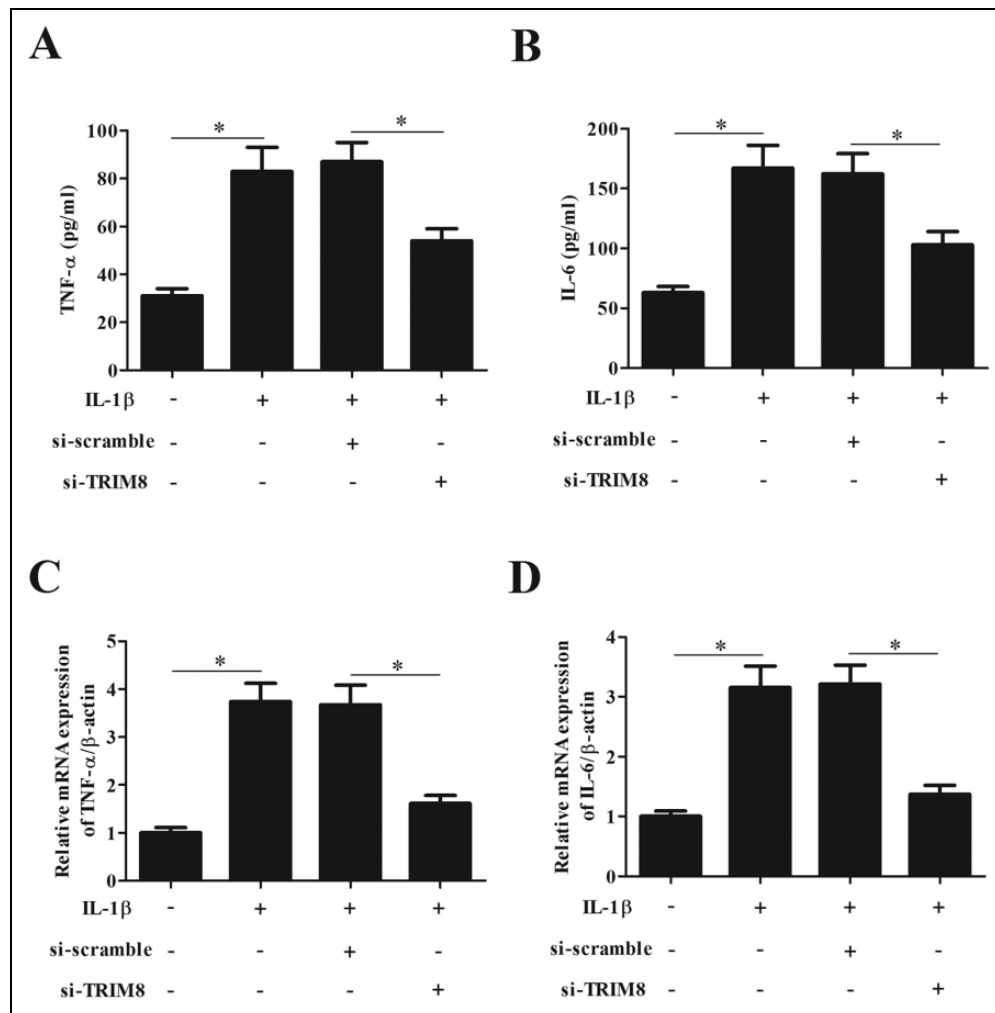 A
TNF-α (pg/ml)
100
80
60
40
20
0
*
*
IL-1β - + + +
si-scramble - - + -
si-TRIM8 - - - +
B
IL-6 (pg/ml)
200
150
100
50
0
*
*
IL-1β - + + +
si-scramble - - + -
si-TRIM8 - - - +
C
Relative mRNA expression
of TNF-α/β-actin
5
4
3
2
1
0
*
*
IL-1β - + + +
si-scramble - - + -
si-TRIM8 - - - +
D
Relative mRNA expression
of IL-6/β-actin
4
3
2
1
0
*
*
IL-1β - + + +
si-scramble - - + -
si-TRIM8 - - - +